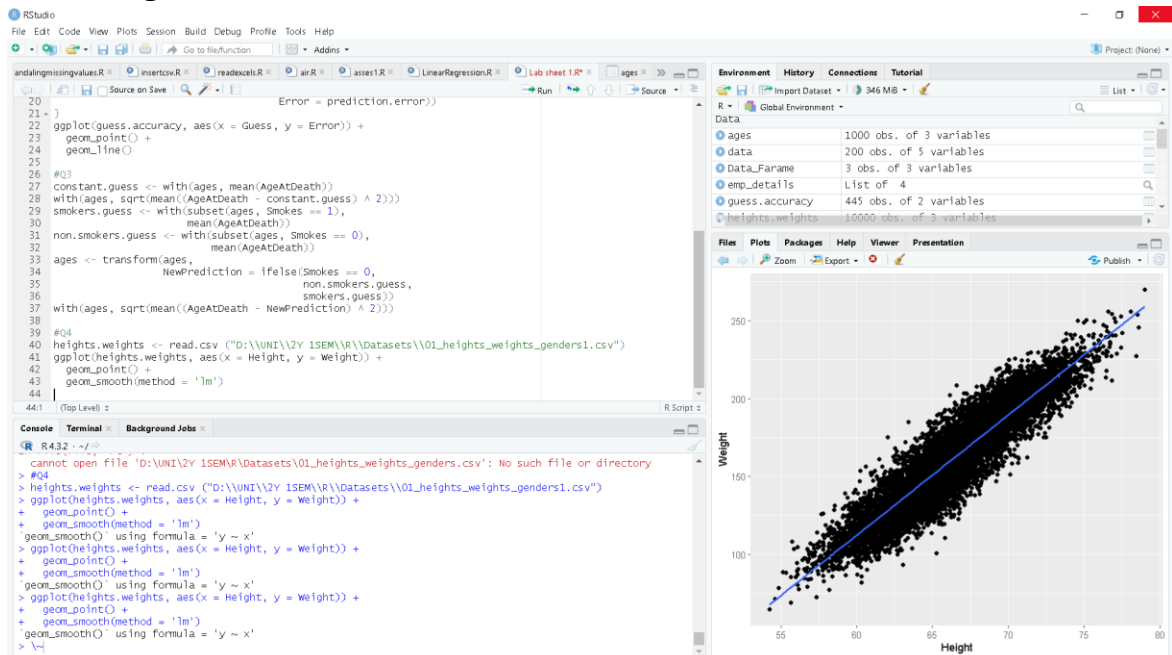 RStudio
File Edit Code View Plots Session Build Debug Profile Tools Help
Go to file/function Addins Project: (None)
andalingmissingvalues.R insertcsv.R readexcels.R air.R asses1.R LinearRegression.R Lab sheet 1.R* ages
Source on Save Run Source
20 Error = prediction.error))
21 }
22 ggplot(guess.accuracy, aes(x = Guess, y = Error)) +
23 geom_point() +
24 geom_line()
25
26 #Q3
27 constant.guess <- with(ages, mean(AgeAtDeath))
28 with(ages, sqrt(mean((AgeAtDeath - constant.guess) ^ 2)))
29 smokers.guess <- with(subset(ages, Smokes == 1),
30 mean(AgeAtDeath))
31 non.smokers.guess <- with(subset(ages, Smokes == 0),
32 mean(AgeAtDeath))
33 ages <- transform(ages,
34 NewPrediction = ifelse(Smokes == 0,
35 non.smokers.guess,
36 smokers.guess))
37 with(ages, sqrt(mean((AgeAtDeath - NewPrediction) ^ 2)))
38
39 #Q4
40 heights.weights <- read.csv ("D:\\UNI\\2Y 1SEM\\R\\Datasets\\01_heights_weights_genders1.csv")
41 ggplot(heights.weights, aes(x = Height, y = Weight)) +
42 geom_point() +
43 geom_smooth(method = 'lm')
44
44:1 (Top Level) R Script
Console Terminal Background Jobs
R 4.3.2 · ~/
cannot open file 'D:\UNI\2Y 1SEM\R\Datasets\01_heights_weights_genders.csv': No such file or directory
> #Q4
> heights.weights <- read.csv ("D:\\UNI\\2Y 1SEM\\R\\Datasets\\01_heights_weights_genders1.csv")
> ggplot(heights.weights, aes(x = Height, y = Weight)) +
+ geom_point() +
+ geom_smooth(method = 'lm')
`geom_smooth()` using formula = 'y ~ x'
> ggplot(heights.weights, aes(x = Height, y = Weight)) +
+ geom_point() +
+ geom_smooth(method = 'lm')
`geom_smooth()` using formula = 'y ~ x'
> ggplot(heights.weights, aes(x = Height, y = Weight)) +
+ geom_point() +
+ geom_smooth(method = 'lm')
`geom_smooth()` using formula = 'y ~ x'
> \~
Environment History Connections Tutorial
Import Dataset 346 MiB List
R Global Environment
Data
ages 1000 obs. of 3 variables
data 200 obs. of 5 variables
Data_Farame 3 obs. of 3 variables
emp_details List of 4
guess.accuracy 445 obs. of 2 variables
heights.weights 10000 obs. of 3 variables
Files Plots Packages Help Viewer Presentation
Zoom Export Publish
250
200
150
100
Weight
55 60 65 70 75 80
Height